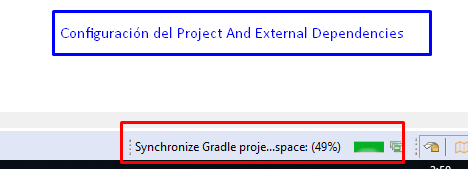 Configuración del Project And External Dependencies
Synchronize Gradle proje...space: (49%)